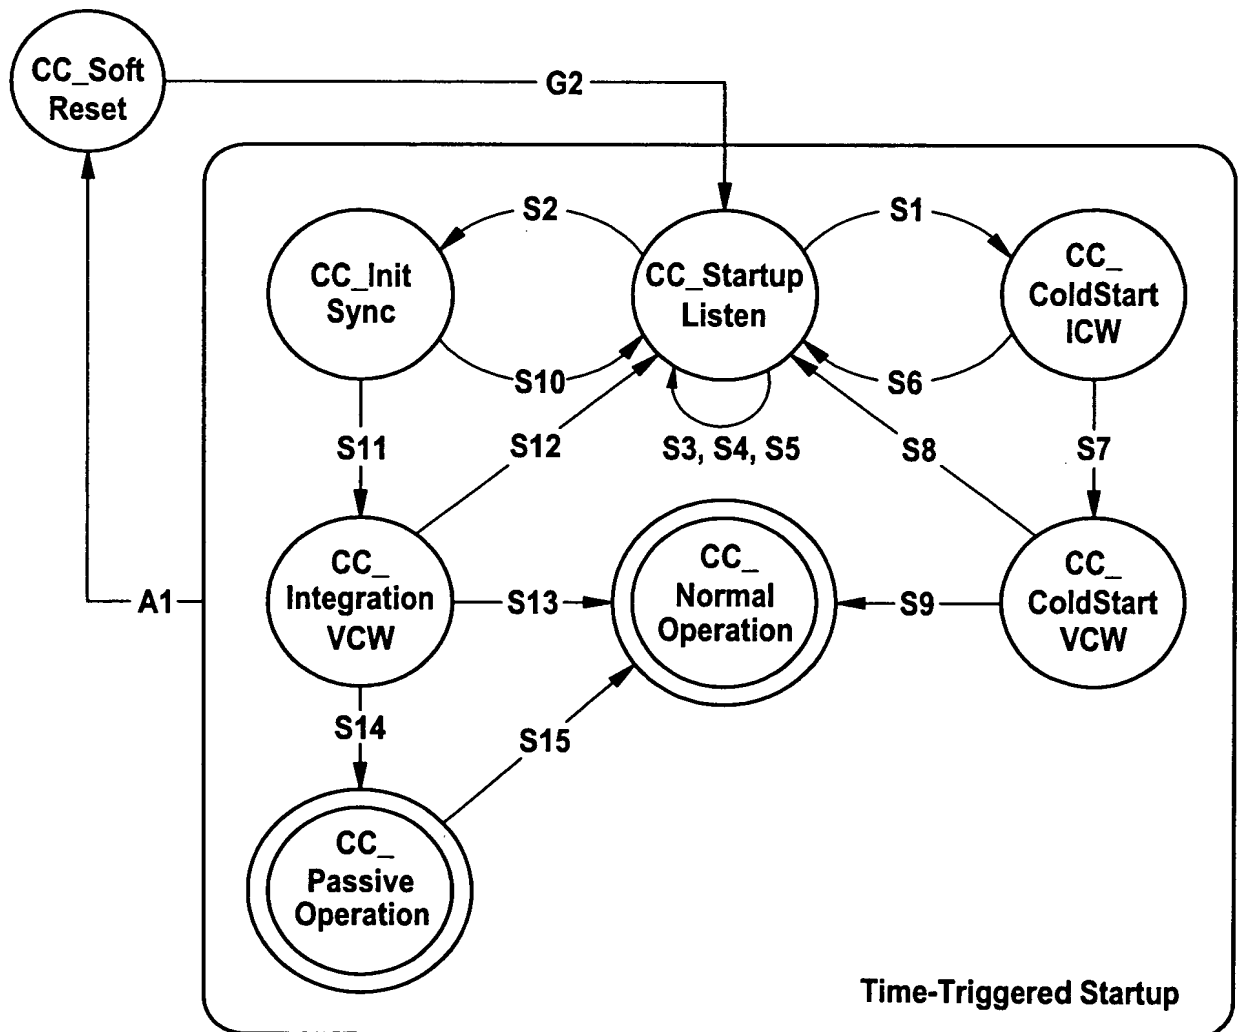 CC_Soft
Reset
G2
S2
S1
CC_Init
Sync
CC_Startup
Listen
CC_
ColdStart
ICW
S10
S6
S11
S12
S3, S4, S5
S8
S7
CC_
Integration
VCW
CC_
Normal
Operation
CC_
ColdStart
VCW
A1
S13
S9
S14
S15
CC_
Passive
Operation
Time-Triggered Startup